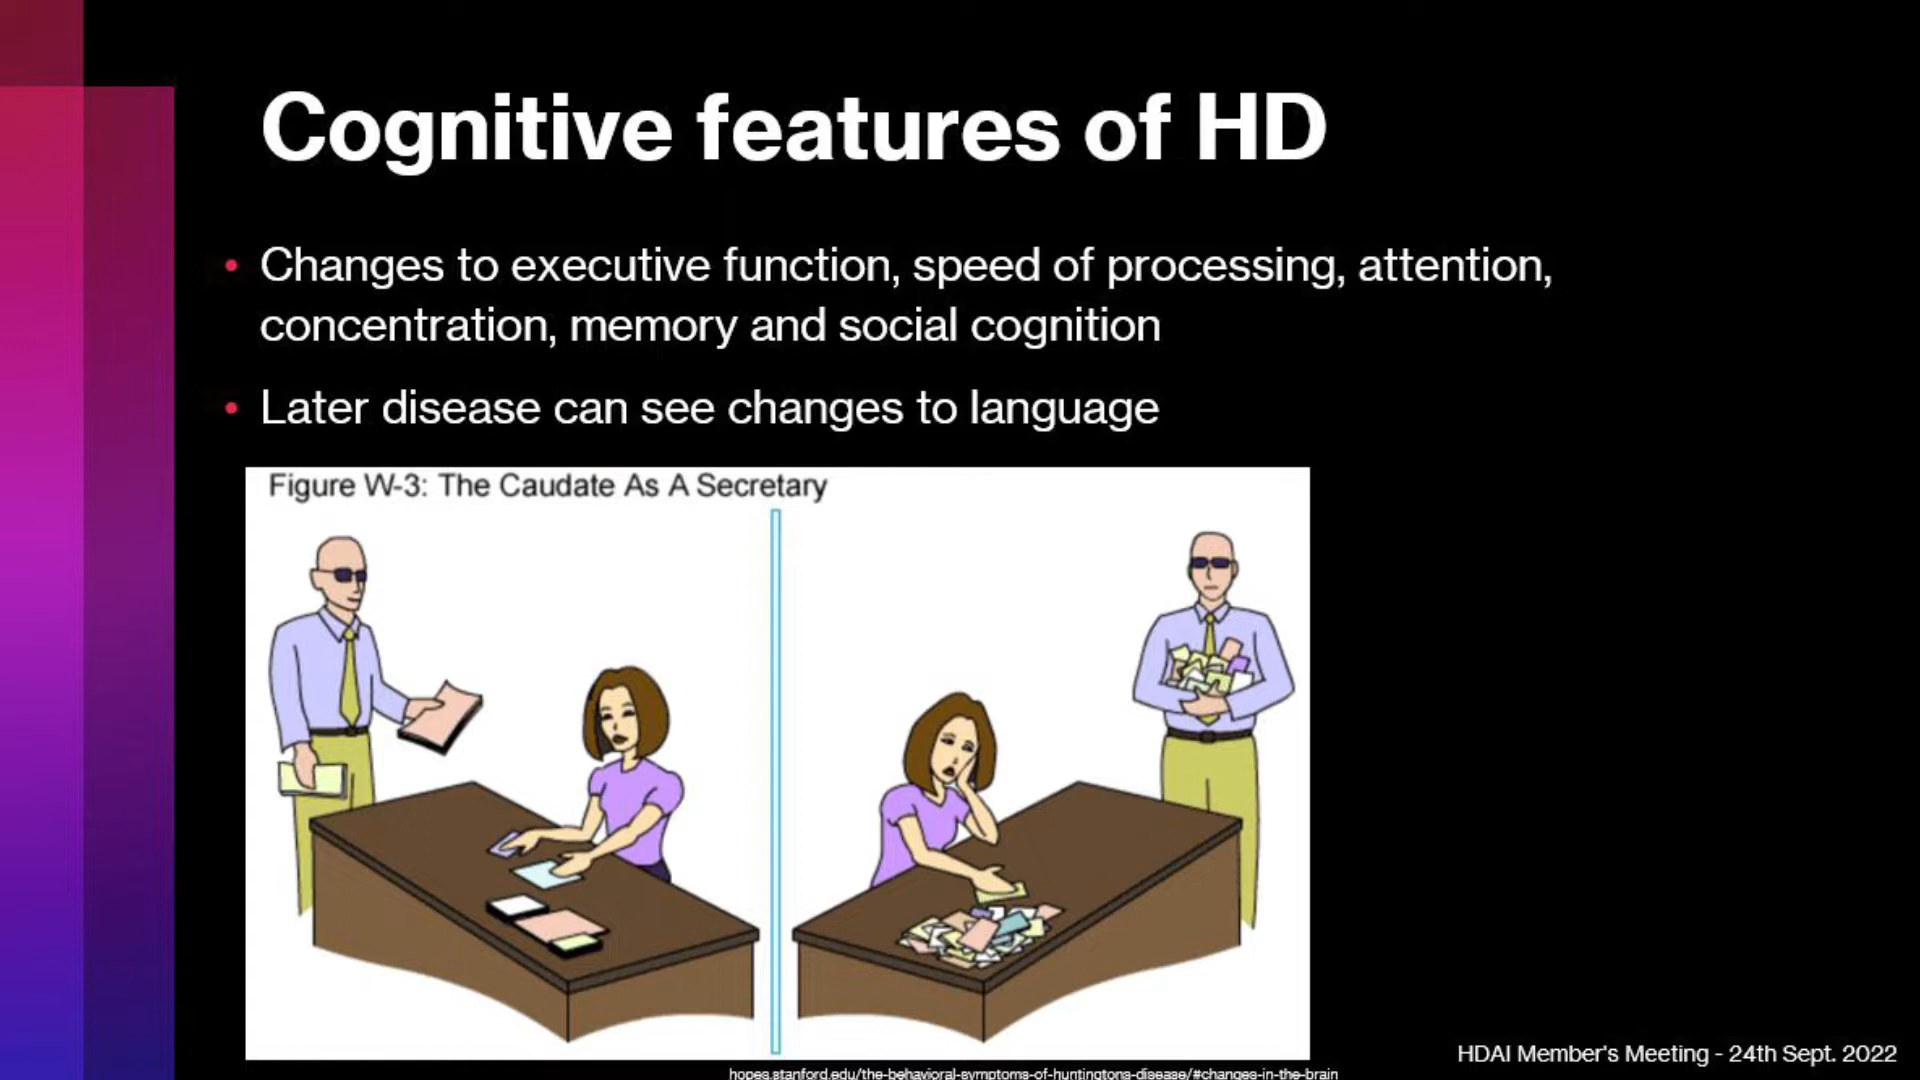 Cognitive features of HD
• Changes to executive function, speed of processing, attention,
concentration, memory and social cognition
• Later disease can see changes to language
Figure W-3: The Caudate As A Secretary
HDAI Member's Meeting - 24th Sept. 2022
hopes.stanford.edu/the-behavioral-symptoms-of-huntingtons-disease/#changes-in-the-brain